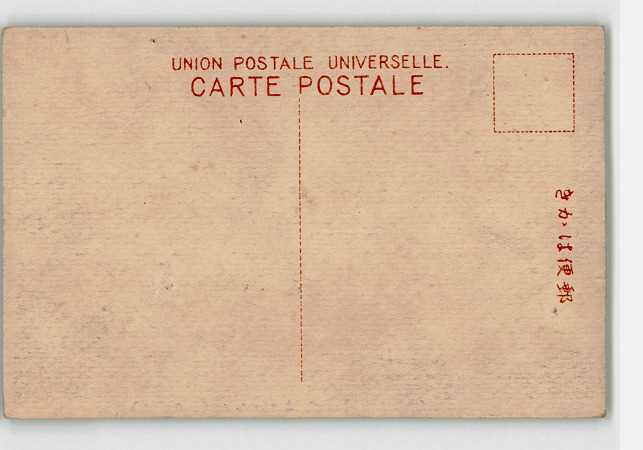 UNION POSTALE UNIVERSELLE.
CARTE POSTALE
きかは便郵